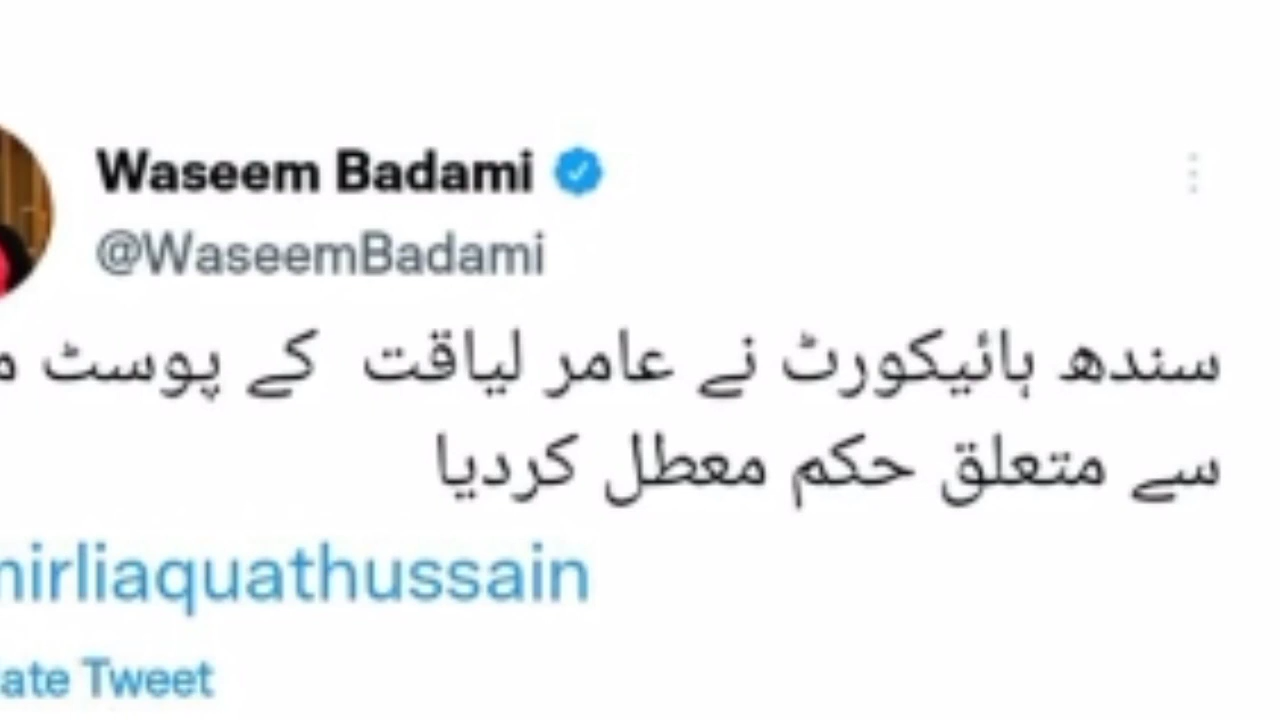 Waseem Badami
@WaseemBadami
سندھ ہائیکورٹ نے عامر لیاقت کے پوسٹ
سے متعلق حکم معطل کردیا
mirliaquathussain
ate Tweet